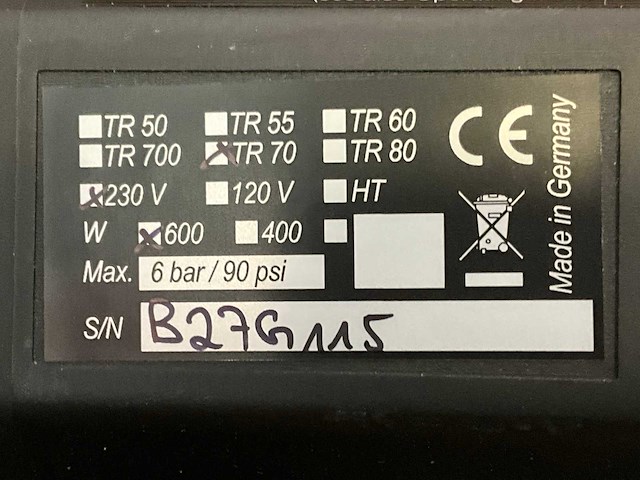 TR 50 TR 55 TR 60
TR 700 TR 70 TR 80
230 V 120 V HT
W 600 400
Max. 6 bar / 90 psi
S/N B27G115
CE
Made in Germany